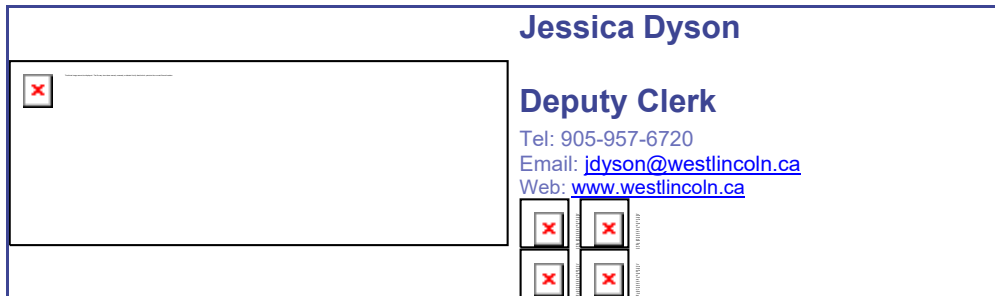 Jessica Dyson
Deputy Clerk
Tel: 905-957-6720
Email: jdyson@westlincoln.ca
Web: www.westlincoln.ca